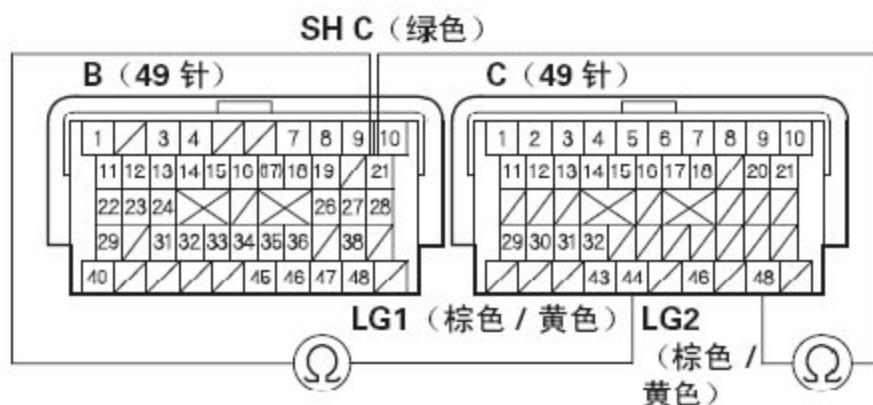 SH C（绿色）
B（49 针）
C（49 针）
1 3 4 7 8 9 10
1 2 3 4 5 6 7 8 9 10
11 12 13 14 15 16 (17) 18 19 21
11 12 13 14 15 16 17 18 20 21
22 23 24 26 27 28
29 31 32 33 34 35 36 38
29 30 31 32
40 45 46 47 48
43 44 46 48
LG1（棕色 / 黄色）
LG2
（棕色 /
黄色）
Ω
Ω